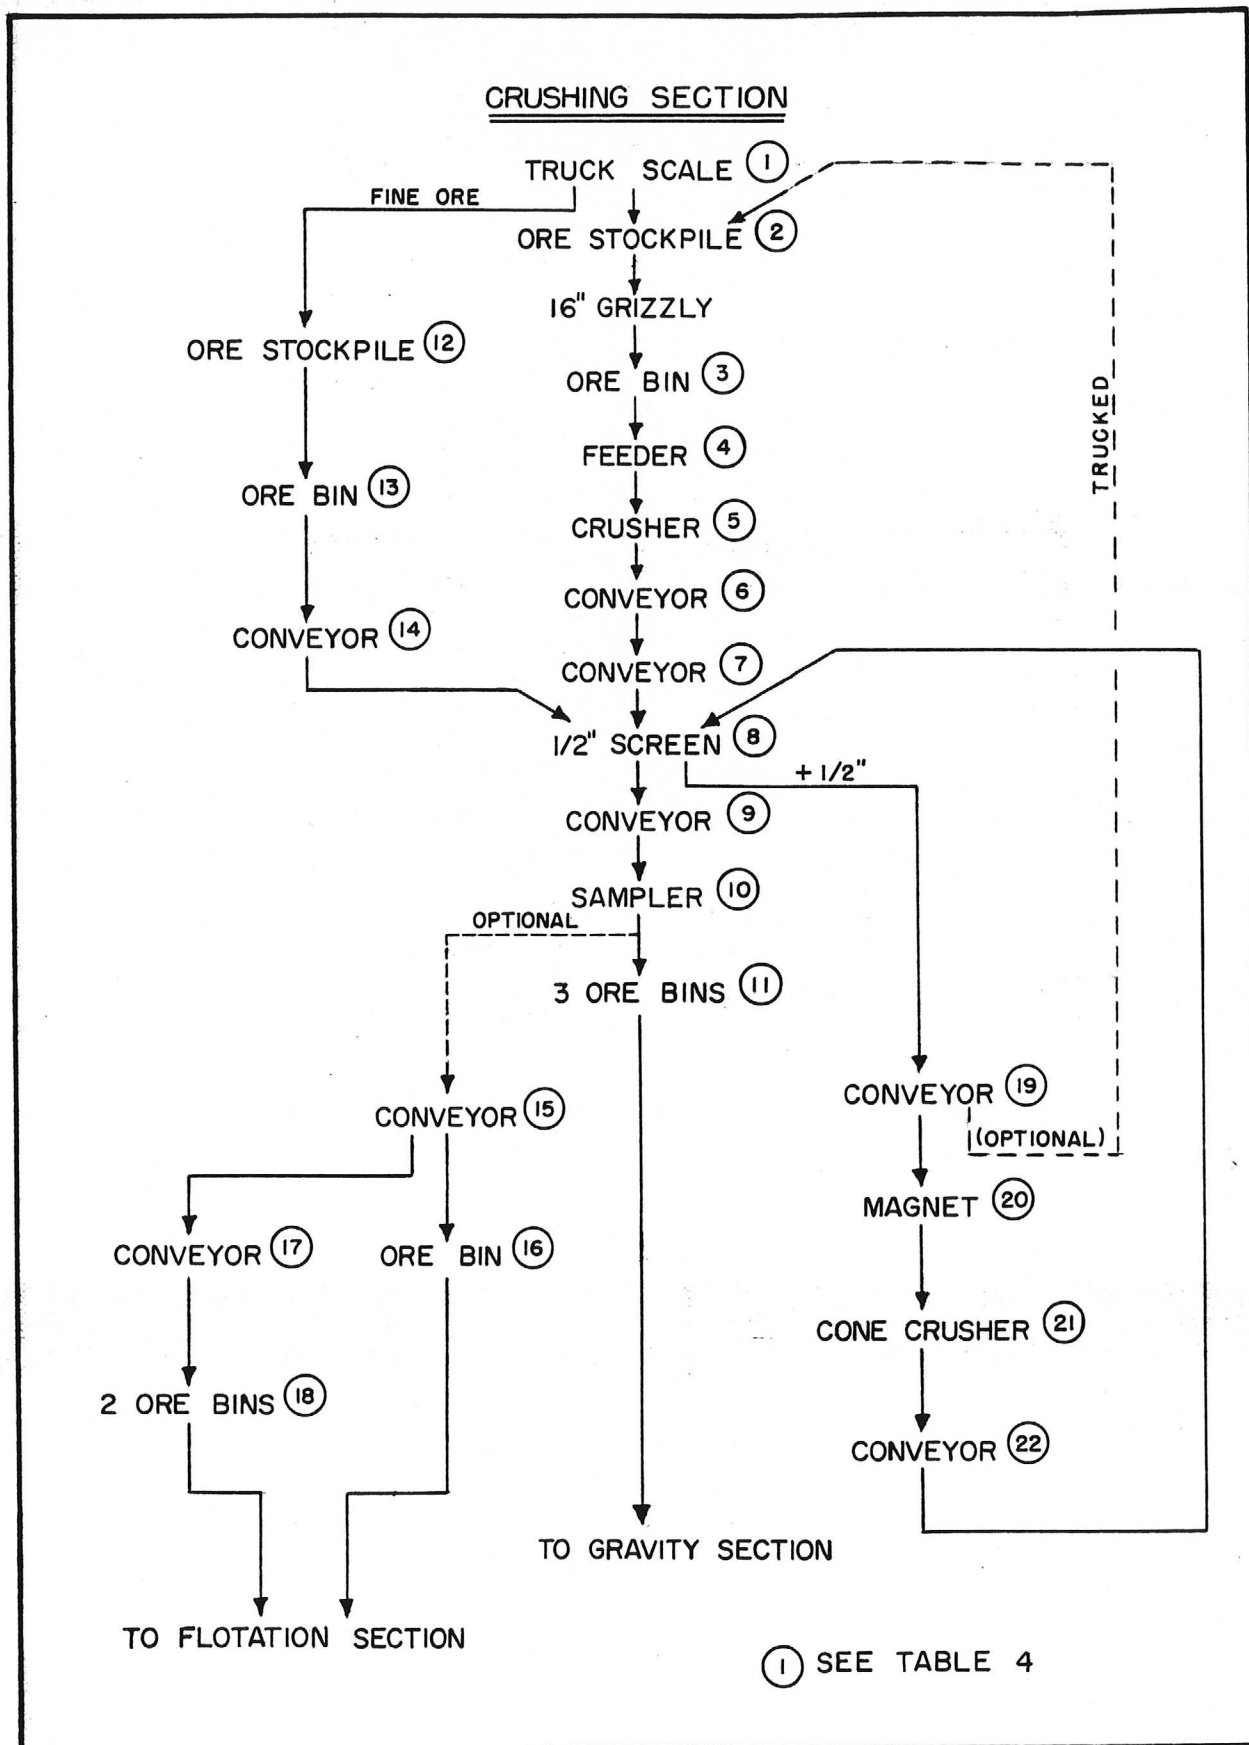 CRUSHING SECTION
TRUCK SCALE 1
FINE ORE
ORE STOCKPILE 2
16" GRIZZLY
ORE STOCKPILE 12
ORE BIN 3
TRUCKED
FEEDER 4
ORE BIN 13
CRUSHER 5
CONVEYOR 6
CONVEYOR 14
CONVEYOR 7
1/2" SCREEN 8
+ 1/2"
CONVEYOR 9
SAMPLER 10
OPTIONAL
3 ORE BINS 11
CONVEYOR 19
CONVEYOR 15
(OPTIONAL)
MAGNET 20
CONVEYOR 17
ORE BIN 16
CONE CRUSHER 21
2 ORE BINS 18
CONVEYOR 22
TO GRAVITY SECTION
TO FLOTATION SECTION
1 SEE TABLE 4